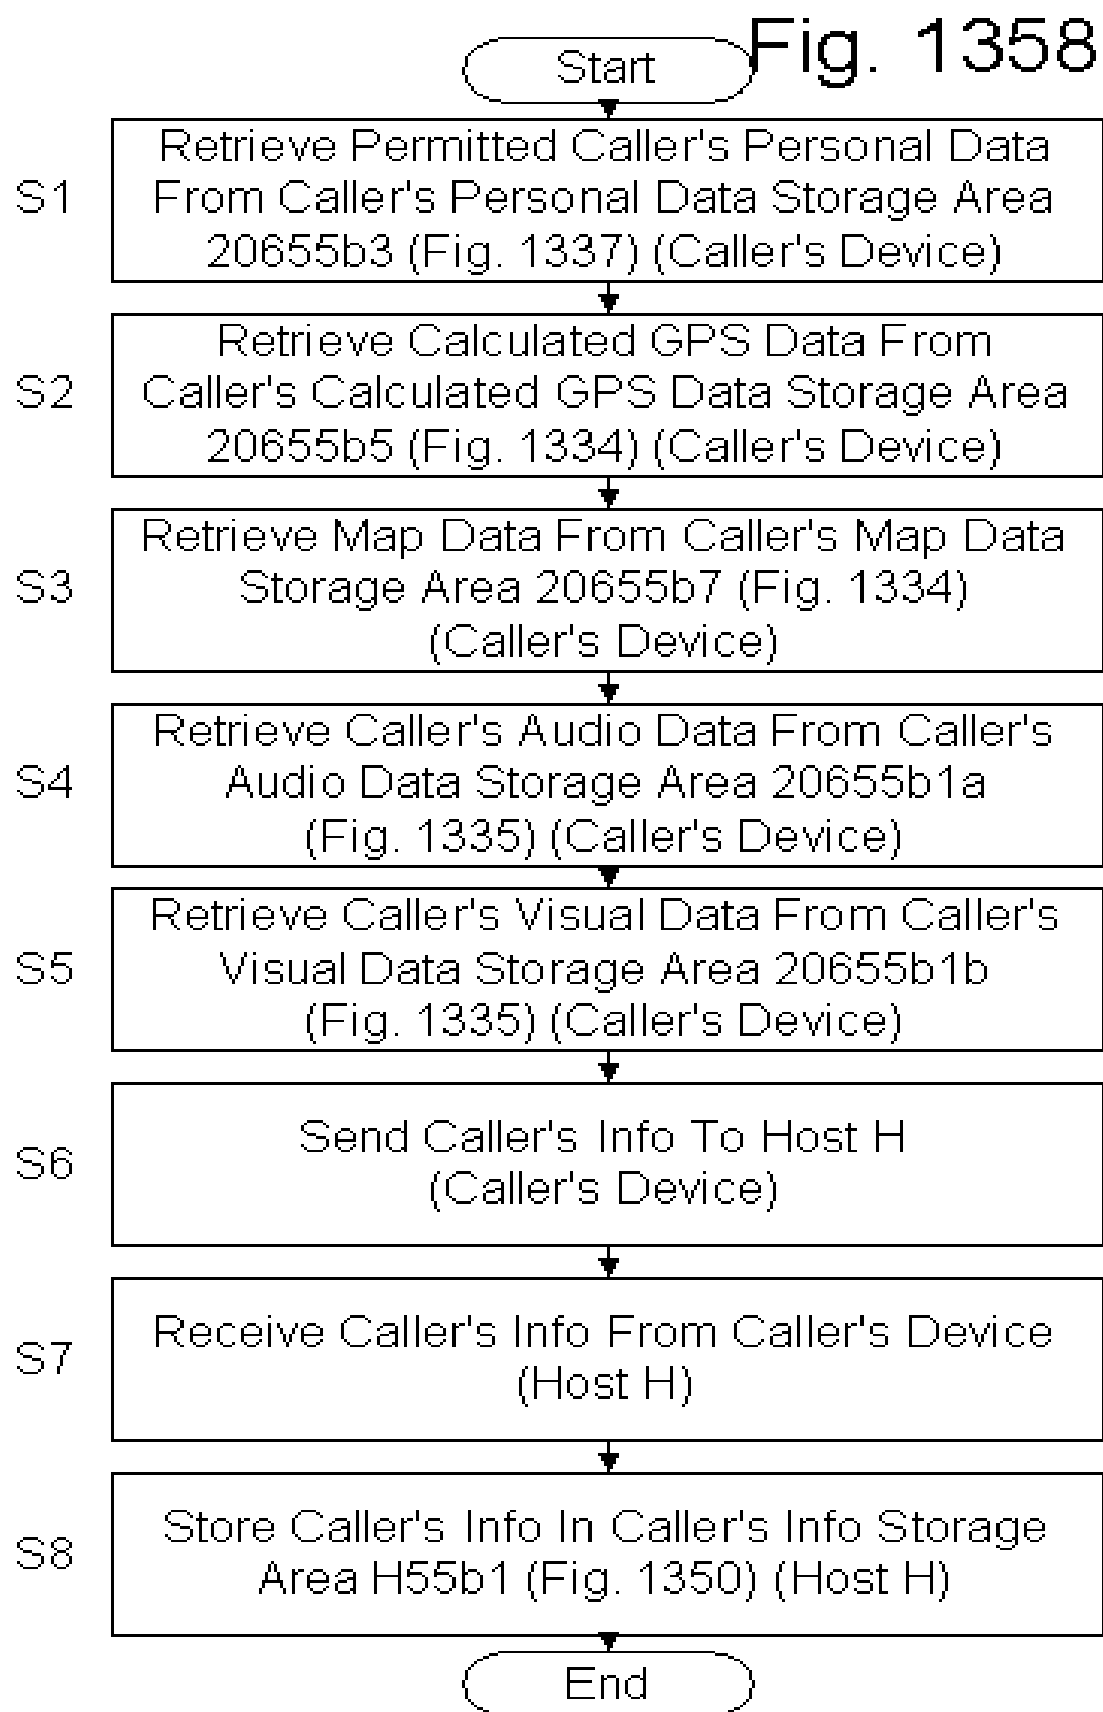 Fig. 1358
Start
S1
Retrieve Permitted Caller's Personal Data
From Caller's Personal Data Storage Area
20655b3 (Fig. 1337) (Caller's Device)
S2
Retrieve Calculated GPS Data From
Caller's Calculated GPS Data Storage Area
20655b5 (Fig. 1334) (Caller's Device)
S3
Retrieve Map Data From Caller's Map Data
Storage Area 20655b7 (Fig. 1334)
(Caller's Device)
S4
Retrieve Caller's Audio Data From Caller's
Audio Data Storage Area 20655b1a
(Fig. 1335) (Caller's Device)
S5
Retrieve Caller's Visual Data From Caller's
Visual Data Storage Area 20655b1b
(Fig. 1335) (Caller's Device)
S6
Send Caller's Info To Host H
(Caller's Device)
S7
Receive Caller's Info From Caller's Device
(Host H)
S8
Store Caller's Info In Caller's Info Storage
Area H55b1 (Fig. 1350) (Host H)
End